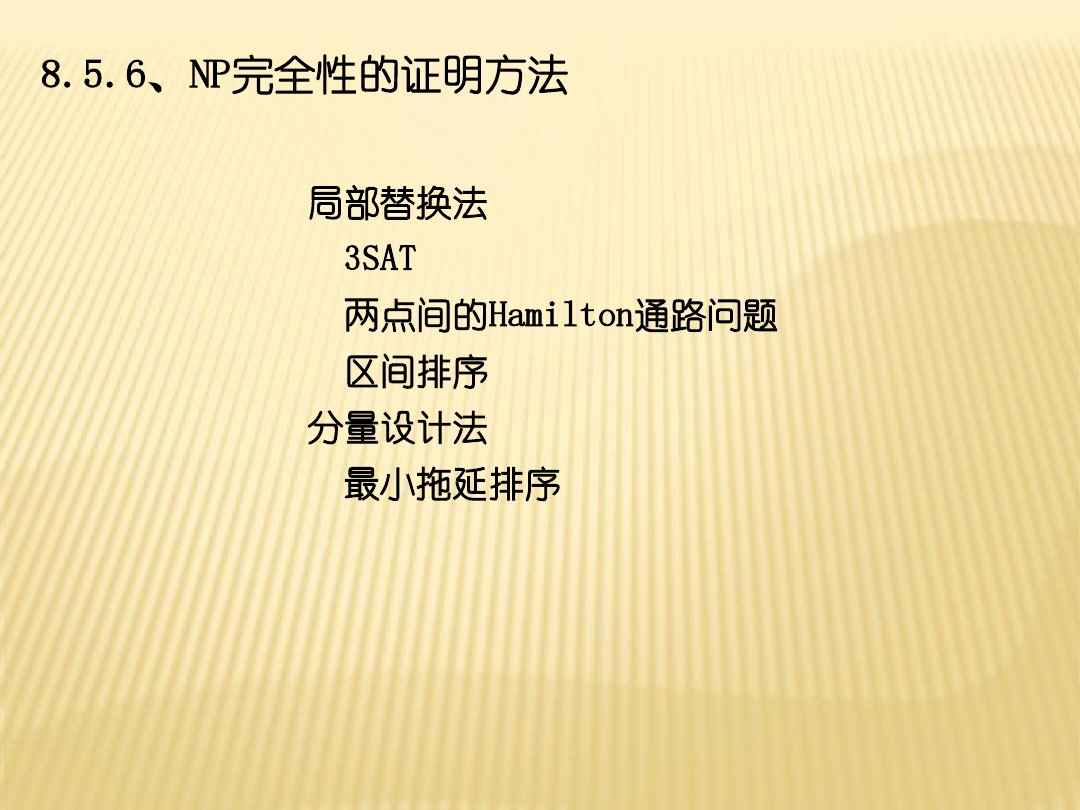 8.5.6、NP完全性的证明方法
局部替换法
3SAT
两点间的Hamilton通路问题
区间排序
分量设计法
最小拖延排序